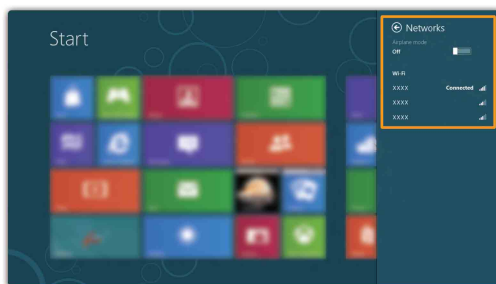 Start
Networks
Airplane mode
Off
Wi-Fi
XXXX Connected
XXXX
XXXX